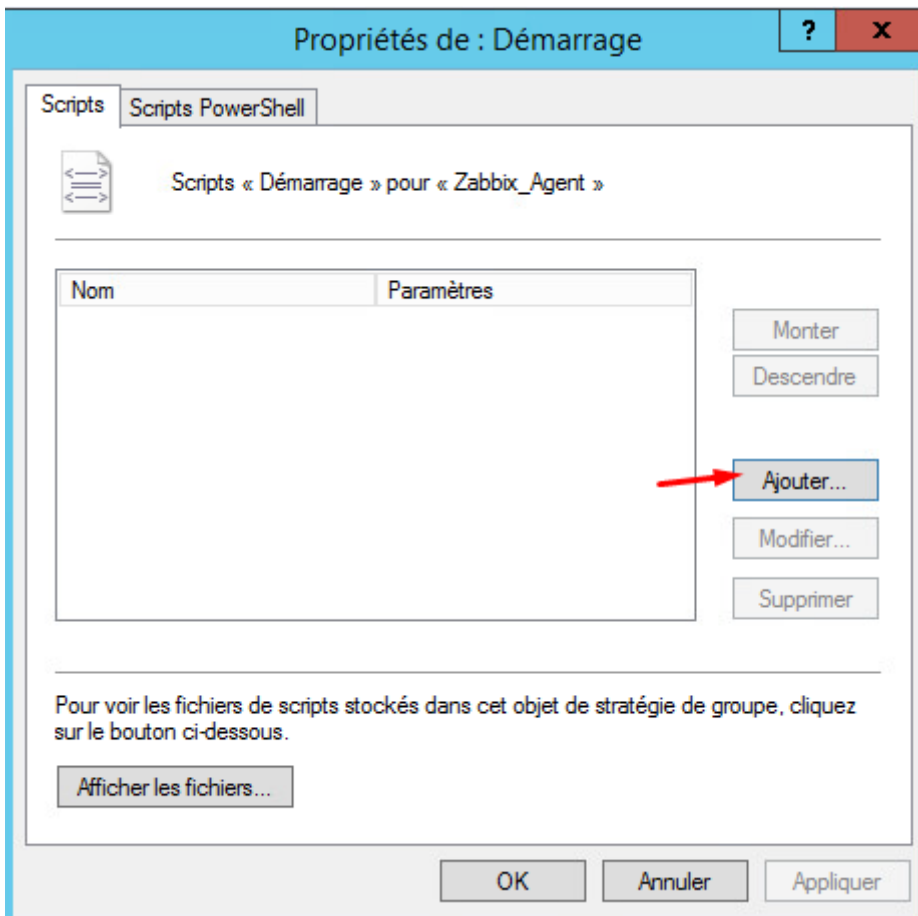 Propriétés de : Démarrage
?
x
Scripts
Scripts PowerShell
Scripts « Démarrage » pour « Zabbix_Agent »
Nom
Paramètres
Monter
Descendre
Ajouter...
Modifier...
Supprimer
Pour voir les fichiers de scripts stockés dans cet objet de stratégie de groupe, cliquez
sur le bouton ci-dessous.
Afficher les fichiers...
OK
Annuler
Appliquer